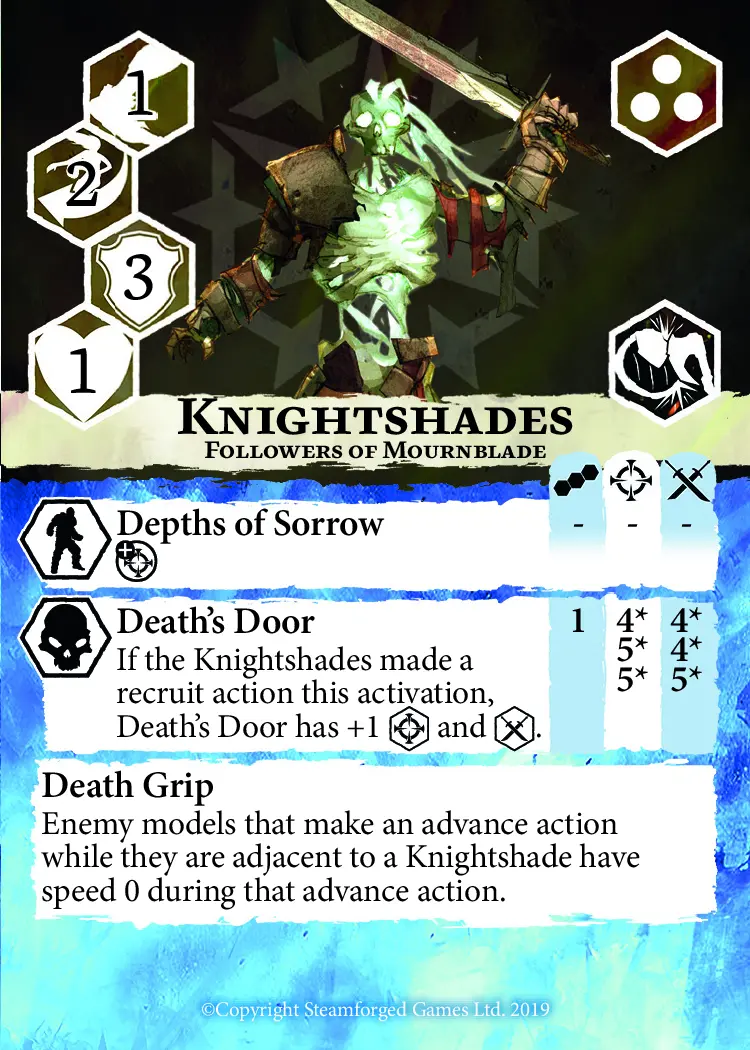 1
2
3
1
Knightshades
Followers of Mournblade
Depths of Sorrow
- - -
Death's Door 1 4* 4*
5* 4*
5* 5*
If the Knightshades made a
recruit action this activation,
Death's Door has +1 and .
Death Grip
Enemy models that make an advance action
while they are adjacent to a Knightshade have
speed 0 during that advance action.
©Copyright Steamforged Games Ltd. 2019